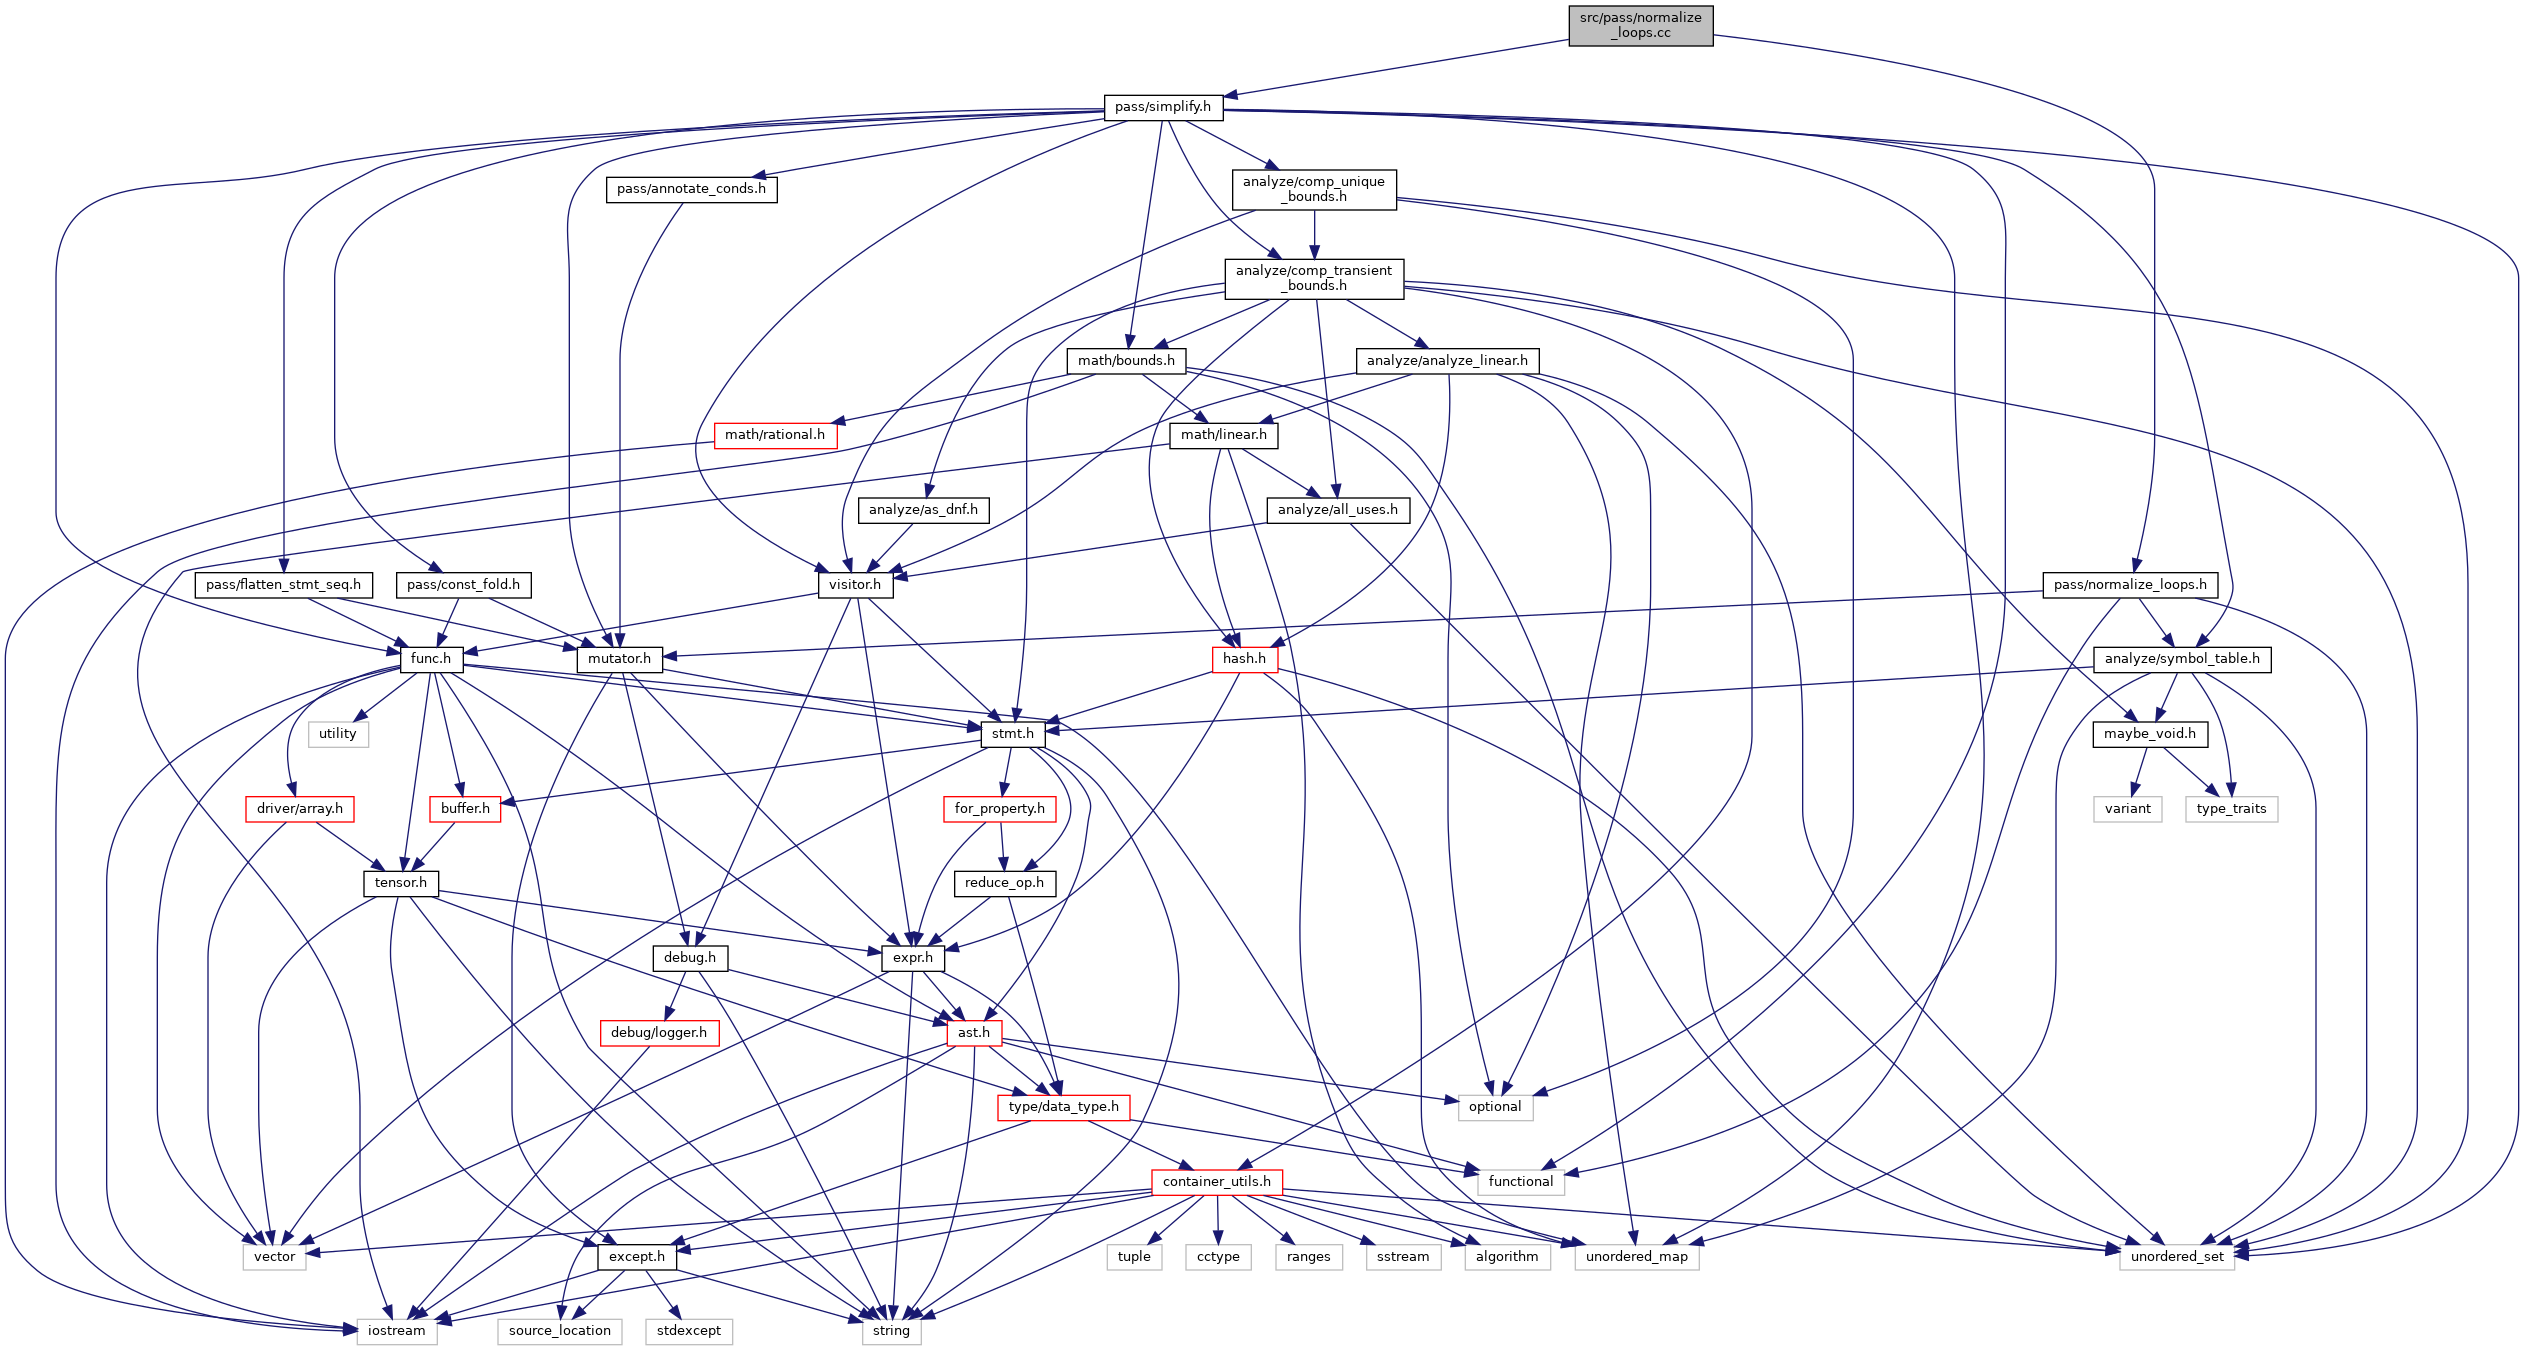 src/pass/normalize
_loops.cc
pass/simplify.h
pass/annotate_conds.h
analyze/comp_unique
_bounds.h
analyze/comp_transient
_bounds.h
math/bounds.h
analyze/analyze_linear.h
math/rational.h
math/linear.h
analyze/as_dnf.h
analyze/all_uses.h
pass/flatten_stmt_seq.h
pass/const_fold.h
visitor.h
pass/normalize_loops.h
func.h
mutator.h
hash.h
analyze/symbol_table.h
utility
stmt.h
maybe_void.h
driver/array.h
buffer.h
for_property.h
variant
type_traits
tensor.h
reduce_op.h
debug.h
expr.h
debug/logger.h
ast.h
type/data_type.h
optional
container_utils.h
functional
vector
except.h
tuple
cctype
ranges
sstream
algorithm
unordered_map
unordered_set
iostream
source_location
stdexcept
string